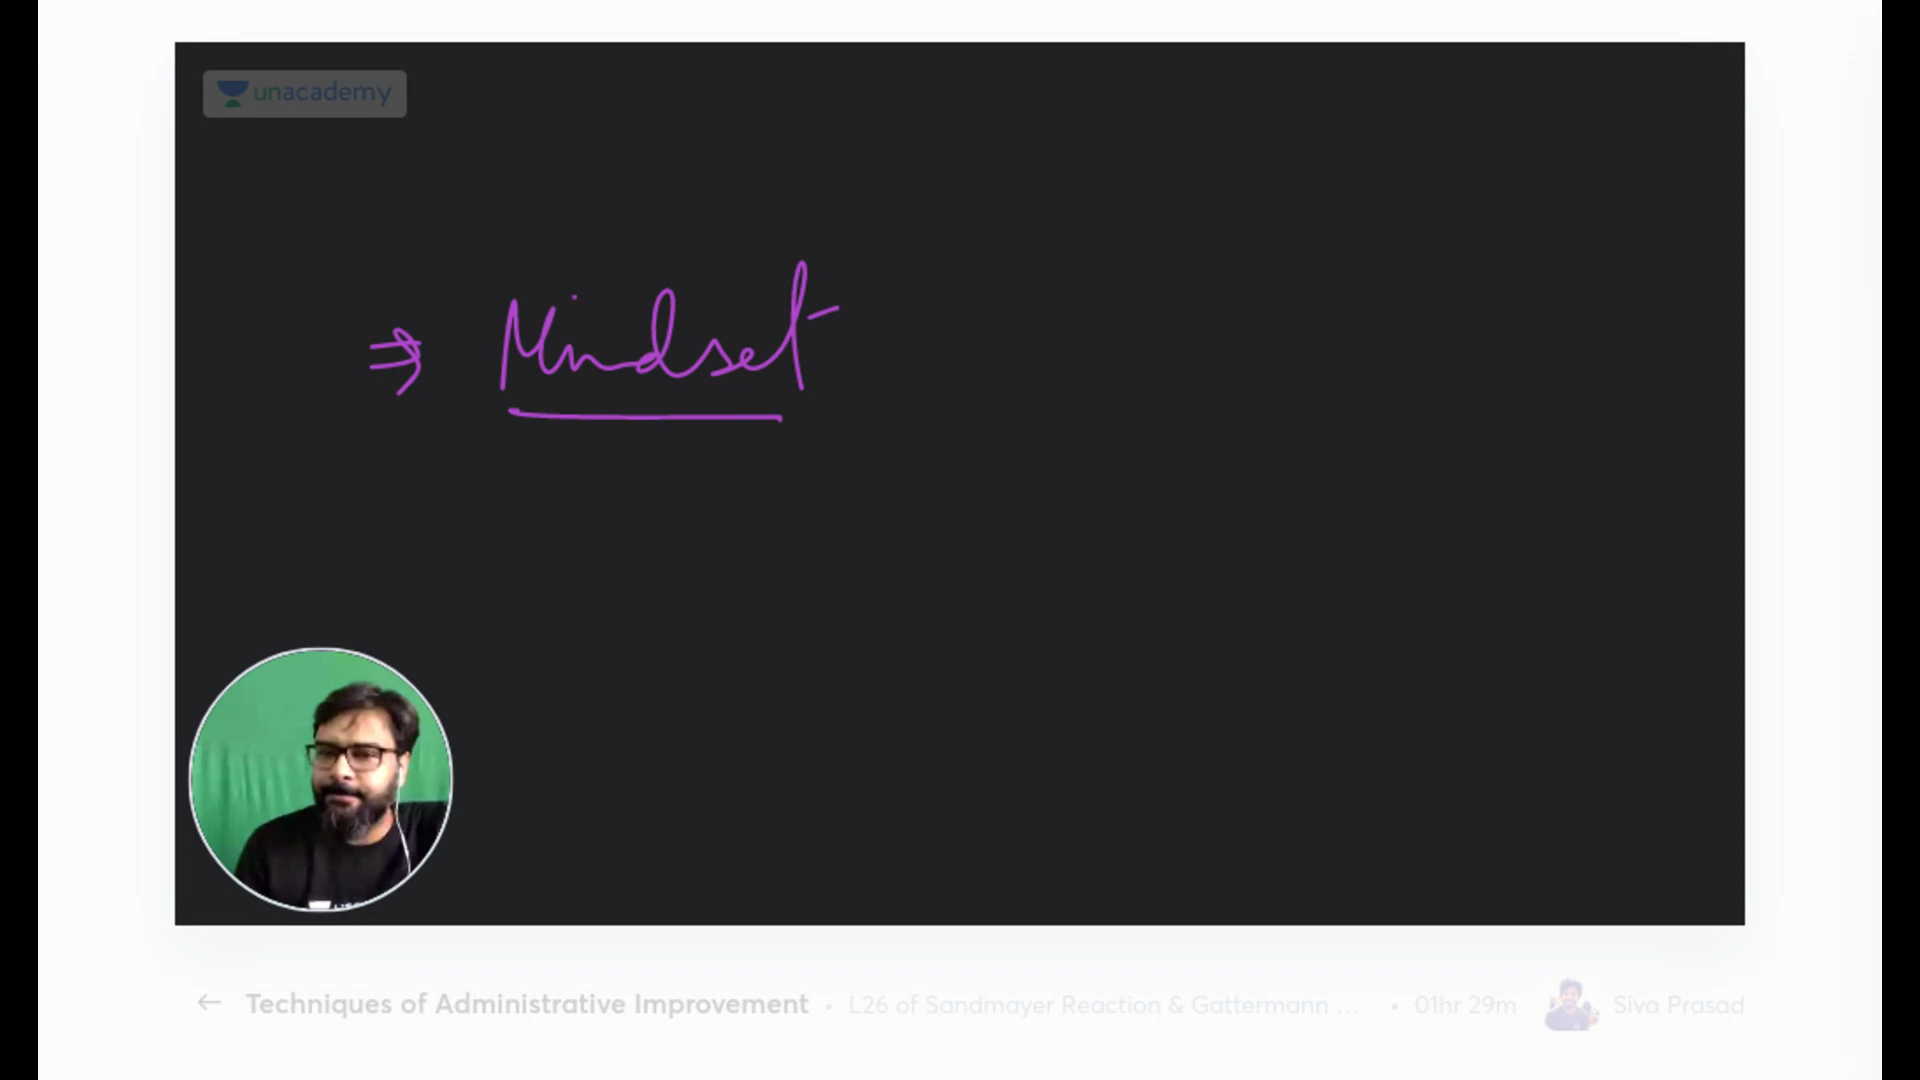 unacademy
⇒ Mindset
Techniques of Administrative Improvement • L26 of Sandmayer Reaction & Gattermann ... • 01hr 29m Siva Prasad